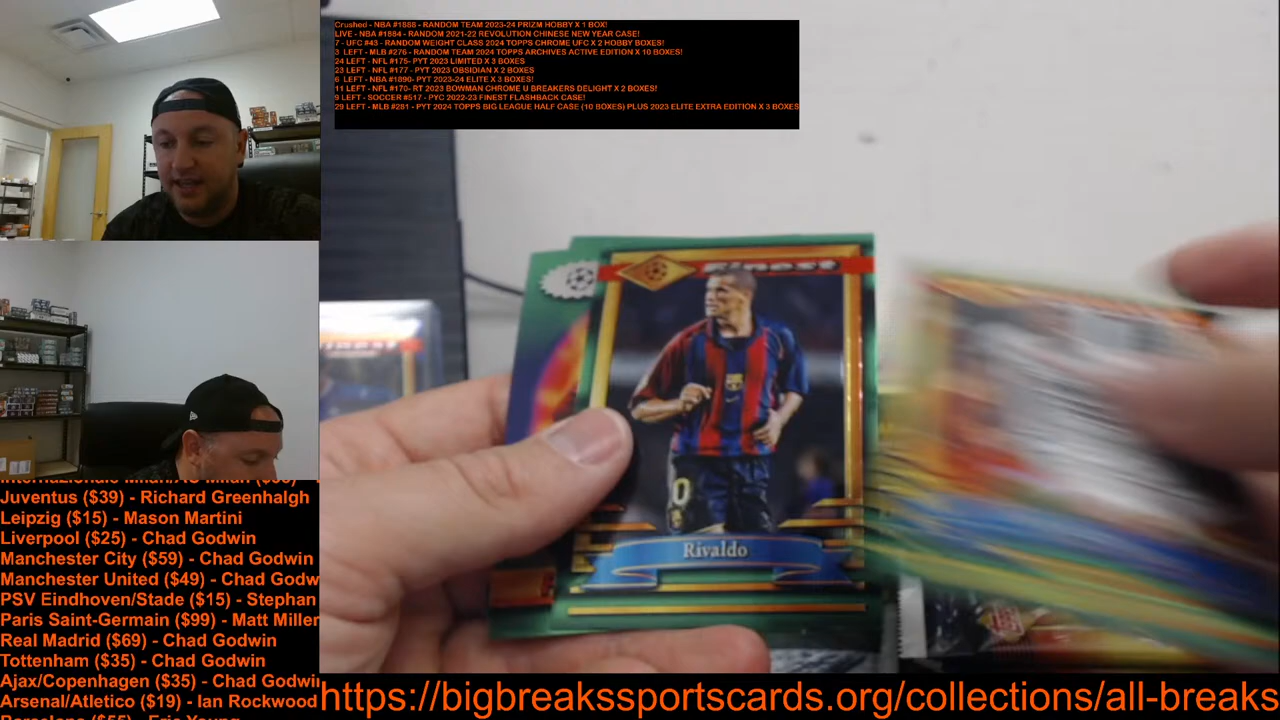 Crushed - NBA #1888 - RANDOM TEAM 2023-24 PRIZM HOBBY X 1 BOX!
LIVE - NBA #1884 - RANDOM 2021-22 REVOLUTION CHINESE NEW YEAR CASE!
7 - UFC #43 - RANDOM WEIGHT CLASS 2024 TOPPS CHROME UFC X 2 HOBBY BOXES!
3 LEFT - MLB #276 - RANDOM TEAM 2024 TOPPS ARCHIVES ACTIVE EDITION X 10 BOXES!
24 LEFT - NFL #175- PYT 2023 LIMITED X 3 BOXES
23 LEFT - NFL #177 - PYT 2023 OBSIDIAN X 2 BOXES
6 LEFT - NBA #1890- PYT 2023-24 ELITE X 3 BOXES!
11 LEFT - NFL #170- RT 2023 BOWMAN CHROME U BREAKERS DELIGHT X 2 BOXES!
9 LEFT - SOCCER #517 - PYC 2022-23 FINEST FLASHBACK CASE!
29 LEFT - MLB #281 - PYT 2024 TOPPS BIG LEAGUE HALF CASE (10 BOXES) PLUS 2023 ELITE EXTRA EDITION X 3 BOXES
Finest
Rivaldo
Juventus ($39) - Richard Greenhalgh
Leipzig ($15) - Mason Martini
Liverpool ($25) - Chad Godwin
Manchester City ($59) - Chad Godwin
Manchester United ($49) - Chad Godw
PSV Eindhoven/Stade ($15) - Stephan
Paris Saint-Germain ($99) - Matt Miller
Real Madrid ($69) - Chad Godwin
Tottenham ($35) - Chad Godwin
Ajax/Copenhagen ($35) - Chad Godwi
Arsenal/Atletico ($19) - Ian Rockwood
Barcelona ($55) - Eric Young
https://bigbreakssportscards.org/collections/all-breaks